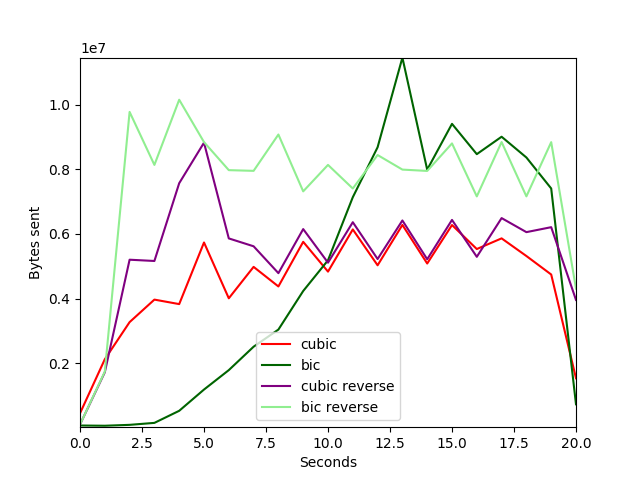 1e7
1.0
0.8
0.6
0.4
0.2
Bytes sent
cubic
bic
cubic reverse
bic reverse
0.0 2.5 5.0 7.5 10.0 12.5 15.0 17.5 20.0
Seconds